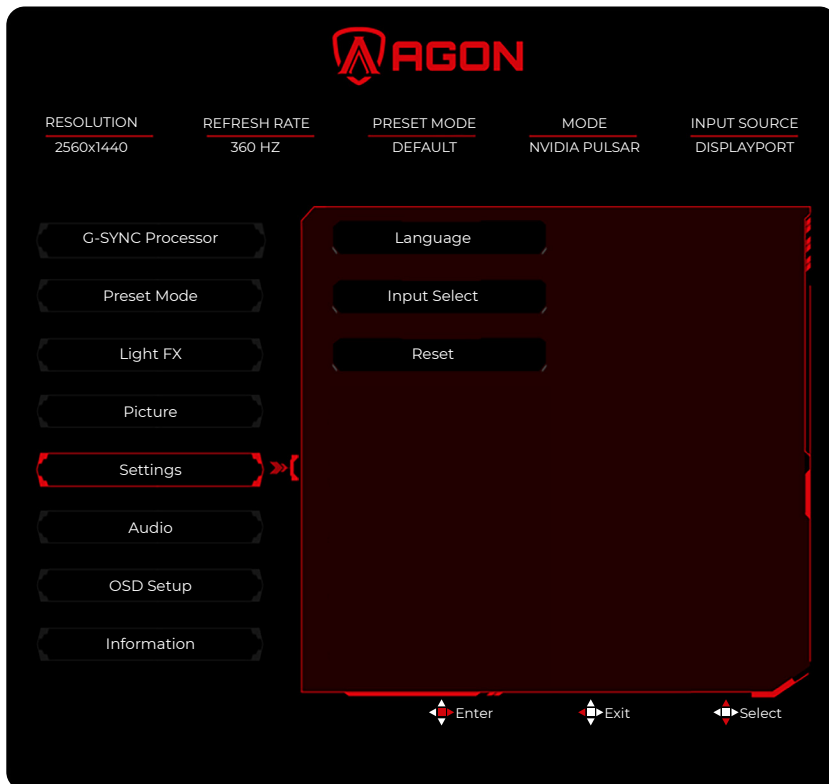 AGON
RESOLUTION REFRESH RATE PRESET MODE MODE INPUT SOURCE
2560x1440 360 HZ DEFAULT NVIDIA PULSAR DISPLAYPORT
G-SYNC Processor Language
Preset Mode Input Select
Light FX Reset
Picture
Settings
Audio
OSD Setup
Information
Enter Exit Select